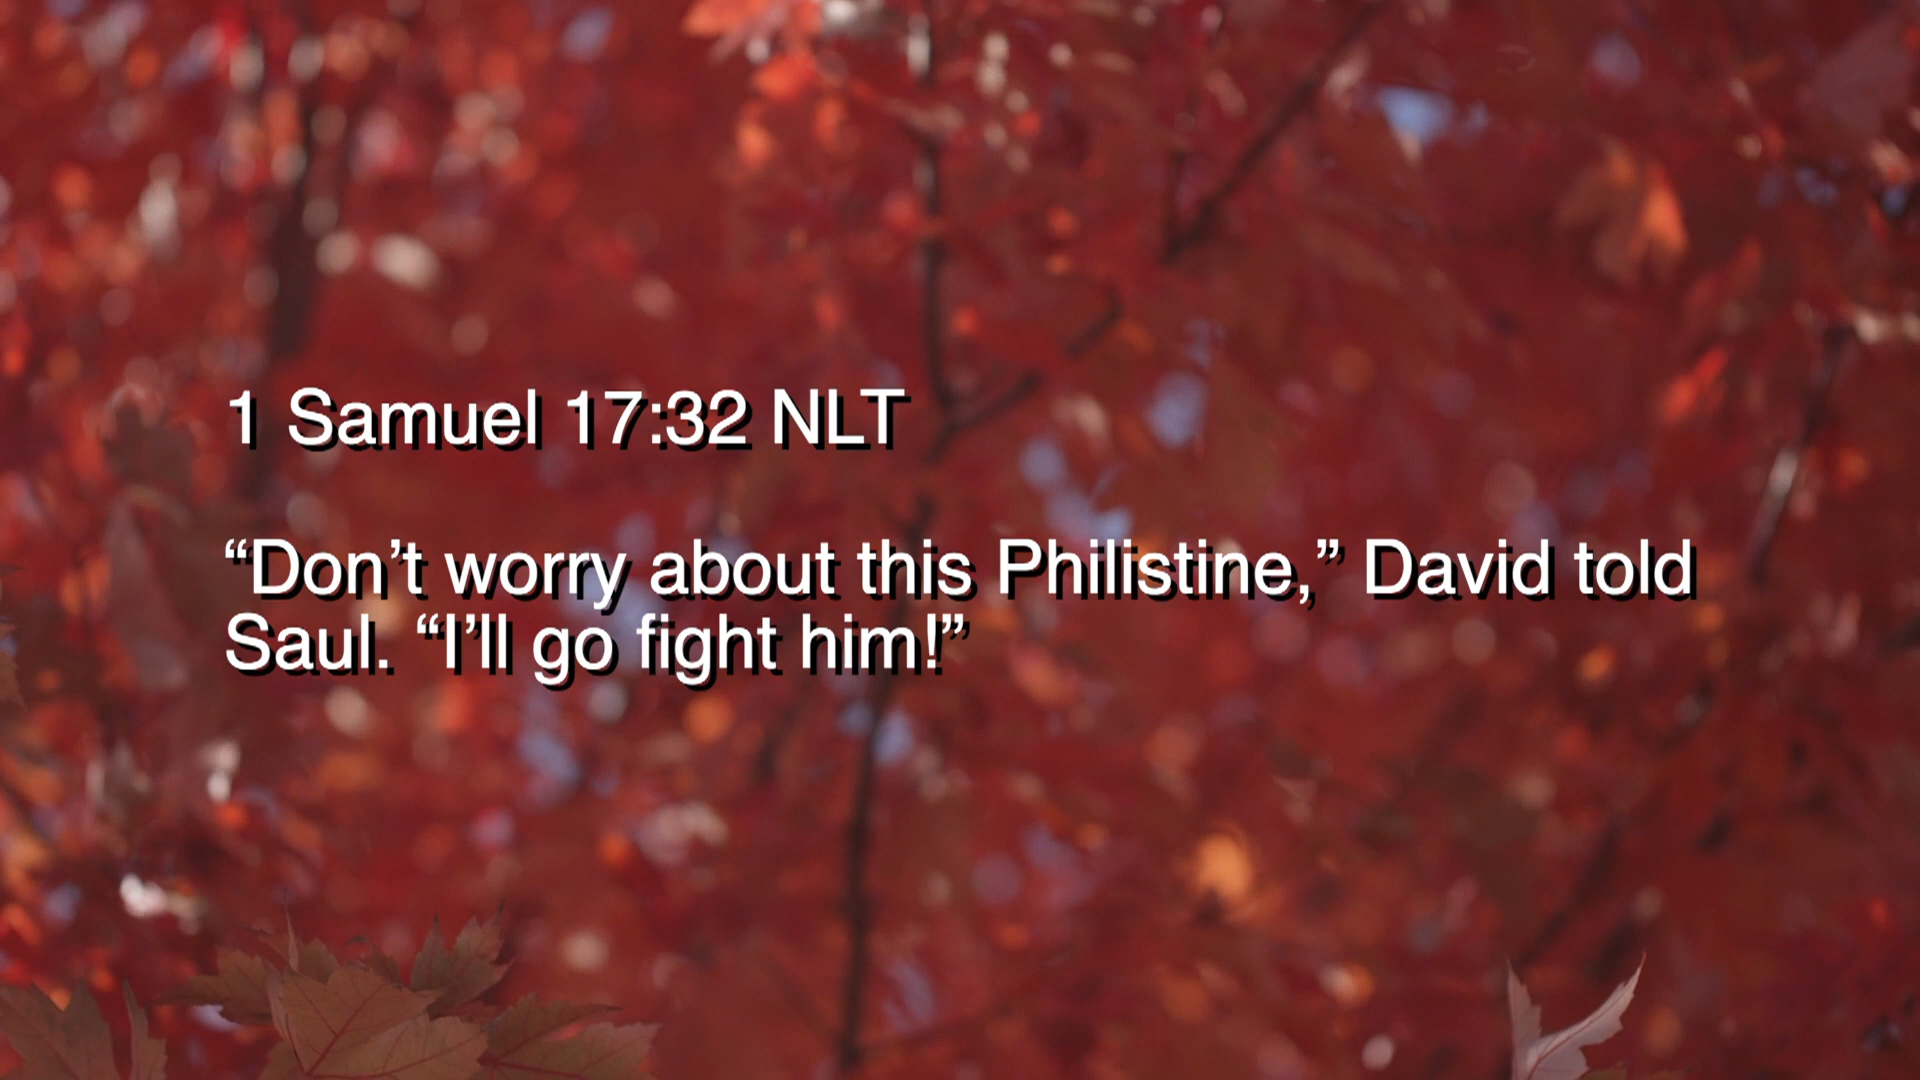 1 Samuel 17:32 NLT
“Don’t worry about this Philistine,” David told
Saul. “I’ll go fight him!”